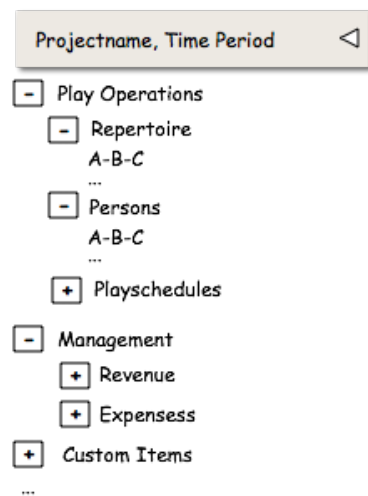 Projectname, Time Period
- Play Operations
- Repertoire
A-B-C
...
- Persons
A-B-C
...
+ Playschedules
- Management
+ Revenue
+ Expensess
+ Custom Items
...